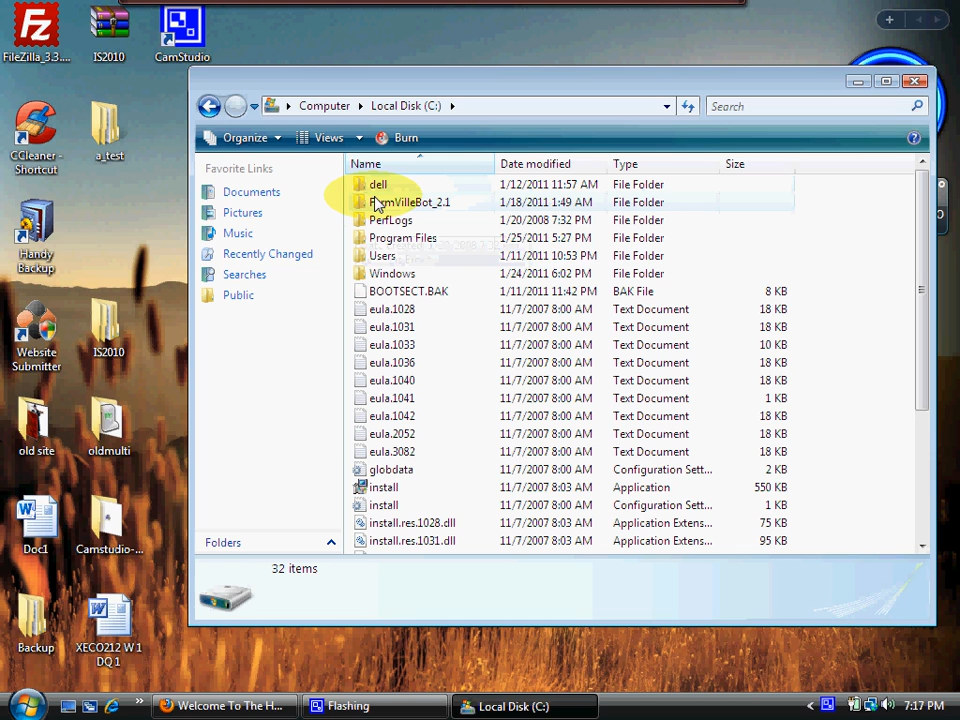 FileZilla_3.3....
IS2010
CamStudio
CCleaner - Shortcut
a_test
Handy Backup
Website Submitter
IS2010
old site
oldmulti
Doc1
Camstudio-...
Backup
XECO212 W 1 DQ 1
Computer Local Disk (C:)
Search
Organize Views Burn
Favorite Links
Documents
Pictures
Music
Recently Changed
Searches
Public
Folders
Name Date modified Type Size
dell 1/12/2011 11:57 AM File Folder
FarmVilleBot_2.1 1/18/2011 1:49 AM File Folder
PerfLogs 1/20/2008 7:32 PM File Folder
Program Files 1/25/2011 5:27 PM File Folder
Users 1/11/2011 10:53 PM File Folder
Windows 1/24/2011 6:02 PM File Folder
BOOTSECT.BAK 1/11/2011 11:42 PM BAK File 8 KB
eula.1028 11/7/2007 8:00 AM Text Document 18 KB
eula.1031 11/7/2007 8:00 AM Text Document 18 KB
eula.1033 11/7/2007 8:00 AM Text Document 10 KB
eula.1036 11/7/2007 8:00 AM Text Document 18 KB
eula.1040 11/7/2007 8:00 AM Text Document 18 KB
eula.1041 11/7/2007 8:00 AM Text Document 1 KB
eula.1042 11/7/2007 8:00 AM Text Document 18 KB
eula.2052 11/7/2007 8:00 AM Text Document 18 KB
eula.3082 11/7/2007 8:00 AM Text Document 18 KB
globdata 11/7/2007 8:00 AM Configuration Sett... 2 KB
install 11/7/2007 8:03 AM Application 550 KB
install 11/7/2007 8:00 AM Configuration Sett... 1 KB
install.res.1028.dll 11/7/2007 8:03 AM Application Extens... 75 KB
install.res.1031.dll 11/7/2007 8:03 AM Application Extens... 95 KB
32 items
Welcome To The H... Flashing Local Disk (C:) 7:17 PM